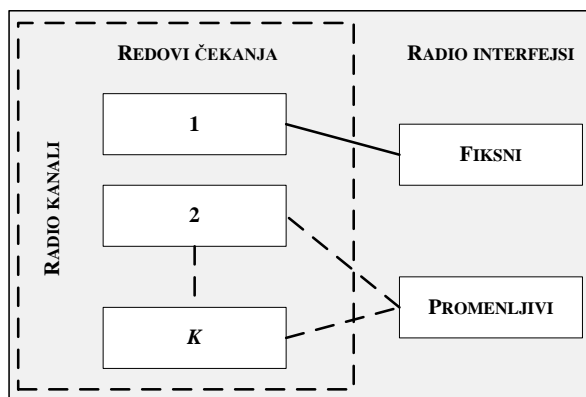 REDOVI ČEKANJA
RADIO INTERFEJSI
RADIO KANALI
1
FIKSNI
2
PROMENLJIVI
K